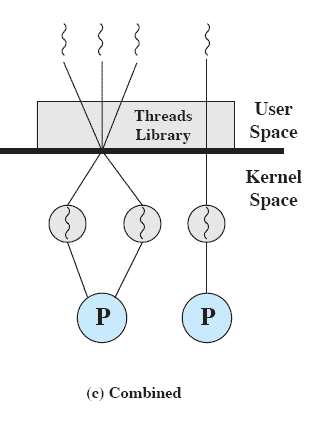 Threads
Library
User
Space
Kernel
Space
P
P
(c) Combined